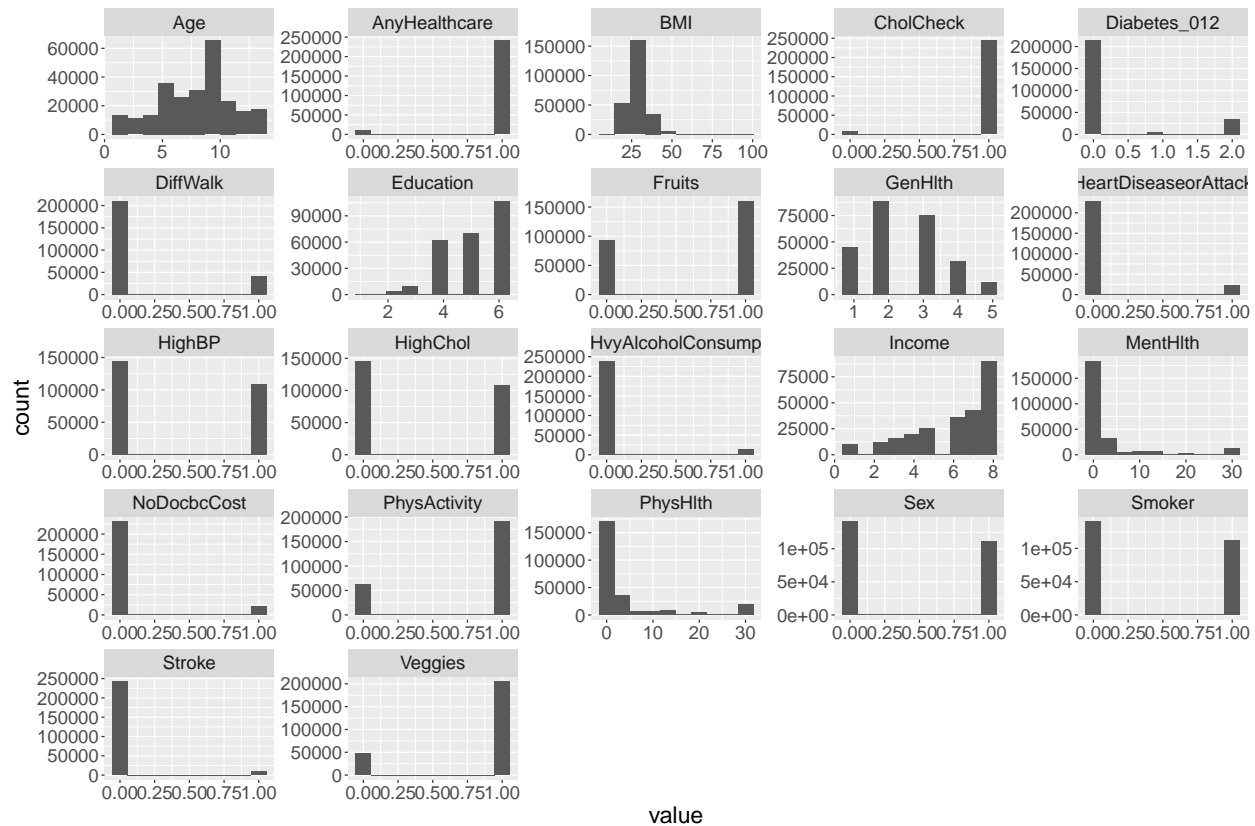 Age AnyHealthcare BMI CholCheck Diabetes_012
60000 40000 20000 0
250000 200000 150000 100000 50000 0
150000 100000 50000 0
250000 200000 150000 100000 50000 0
200000 150000 100000 50000 0
0 5 10 0.000.250.500.751.00 25 50 75 100 0.000.250.500.751.00 0.0 0.5 1.0 1.5 2.0
DiffWalk Education Fruits GenHlth HeartDiseaseorAttack
200000 150000 100000 50000 0
90000 60000 30000 0
150000 100000 50000 0
75000 50000 25000 0
200000 150000 100000 50000 0
0.000.250.500.751.00 2 4 6 0.000.250.500.751.00 1 2 3 4 5 0.000.250.500.751.00
HighBP HighChol HvyAlcoholConsump Income MentHlth
150000 100000 50000 0
150000 100000 50000 0
250000 200000 150000 100000 50000 0
75000 50000 25000 0
150000 100000 50000 0
0.000.250.500.751.00 0.000.250.500.751.00 0.000.250.500.751.00 0 2 4 6 8 0 10 20 30
NoDocbcCost PhysActivity PhysHlth Sex Smoker
200000 150000 100000 50000 0
200000 150000 100000 50000 0
150000 100000 50000 0
1e+05 5e+04 0e+00
1e+05 5e+04 0e+00
0.000.250.500.751.00 0.000.250.500.751.00 0 10 20 30 0.000.250.500.751.00 0.000.250.500.751.00
Stroke Veggies
250000 200000 150000 100000 50000 0
200000 150000 100000 50000 0
0.000.250.500.751.00 0.000.250.500.751.00
count
value